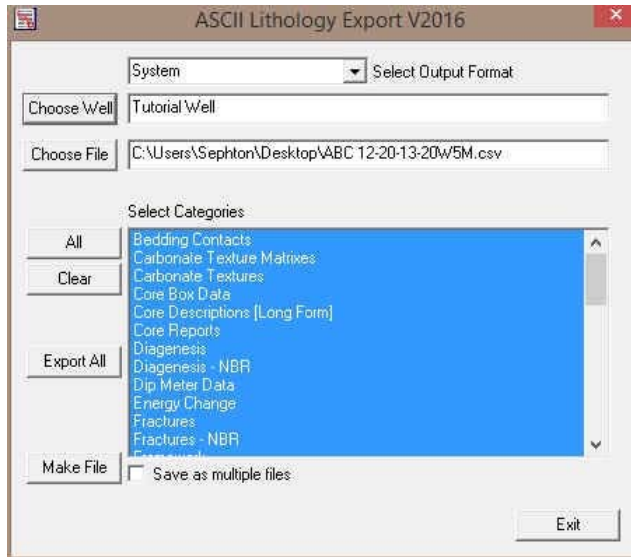 ASCII Lithology Export V2016
System
Select Output Format
Choose Well
Tutorial Well
Choose File
C:\Users\Sephton\Desktop\ABC 12-20-13-20W5M.csv
Select Categories
All
Clear
Export All
Make File
Bedding Contacts
Carbonate Texture Matrixes
Carbonate Textures
Core Box Data
Core Descriptions [Long Form]
Core Reports
Diagenesis
Diagenesis - NBR
Dip Meter Data
Energy Change
Fractures
Fractures - NBR
Framework
Save as multiple files
Exit